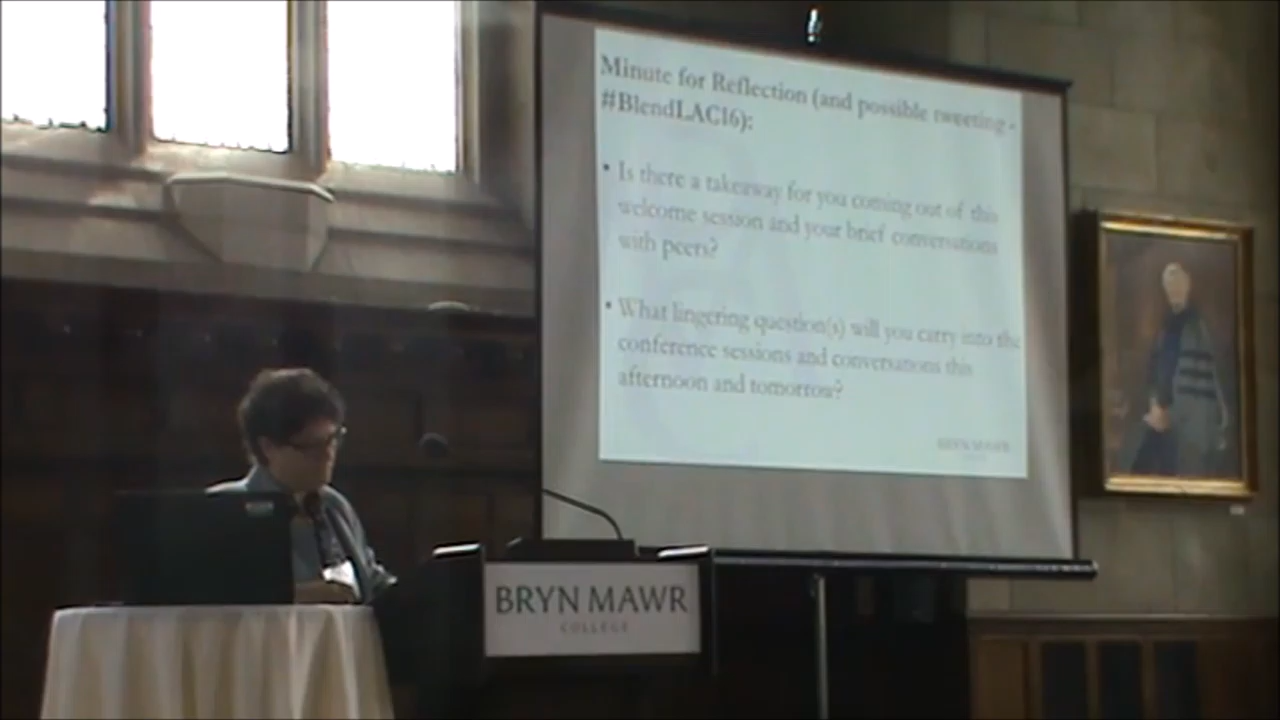 Minute for Reflection (and possible tweeting -
#BlendLAC16):
• Is there a takeaway for you coming out of this
welcome session and your brief conversations
with peers?
• What lingering question(s) will you carry into the
conference sessions and conversations this
afternoon and tomorrow?
BRYN MAWR
BRYN MAWR
COLLEGE